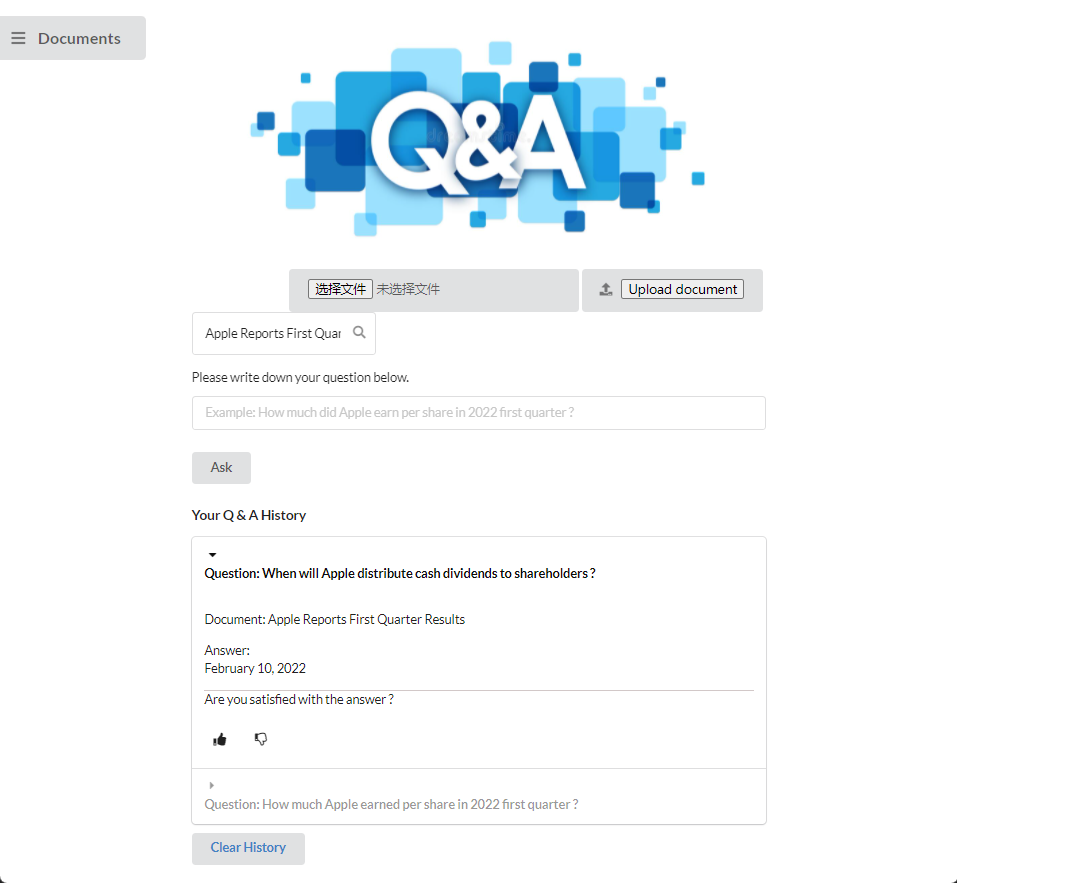 Documents
Q&A
选择文件 未选择文件
Upload document
Apple Reports First Quar
Please write down your question below.
Example: How much did Apple earn per share in 2022 first quarter ?
Ask
Your Q & A History
Question: When will Apple distribute cash dividends to shareholders ?
Document: Apple Reports First Quarter Results
Answer:
February 10, 2022
Are you satisfied with the answer ?
Question: How much Apple earned per share in 2022 first quarter ?
Clear History